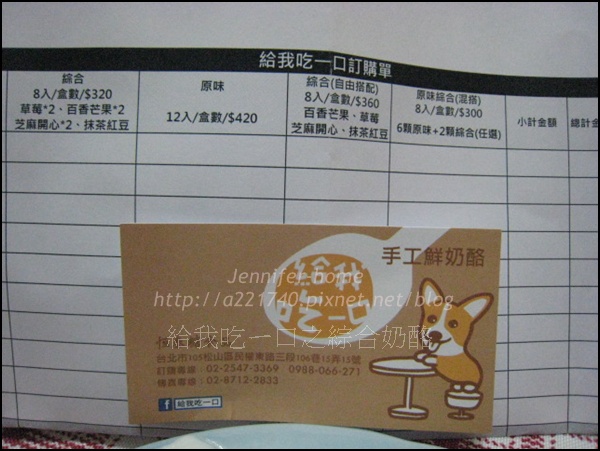 給我吃一口訂購單
綜合
8入/盒數/$320
草莓*2、百香芒果*2
芝麻開心*2、抹茶紅豆
原味
12入/盒數/$420
綜合(自由搭配)
8入/盒數/$360
百香芒果、草莓
芝麻開心、抹茶紅豆
原味綜合(混搭)
8入/盒數/$300
6顆原味+2顆綜合(任選)
小計金額
總計金
手工鮮奶酪
給我
吃一口
Jennifer home
http://a221740.pixnet.net/blog
給我吃一口之綜合奶酪
台北市105松山區民權東路三段106巷15弄15號
訂購專線：02-2547-3369 0988-066-271
傳真專線：02-8712-2833
f 給我吃一口